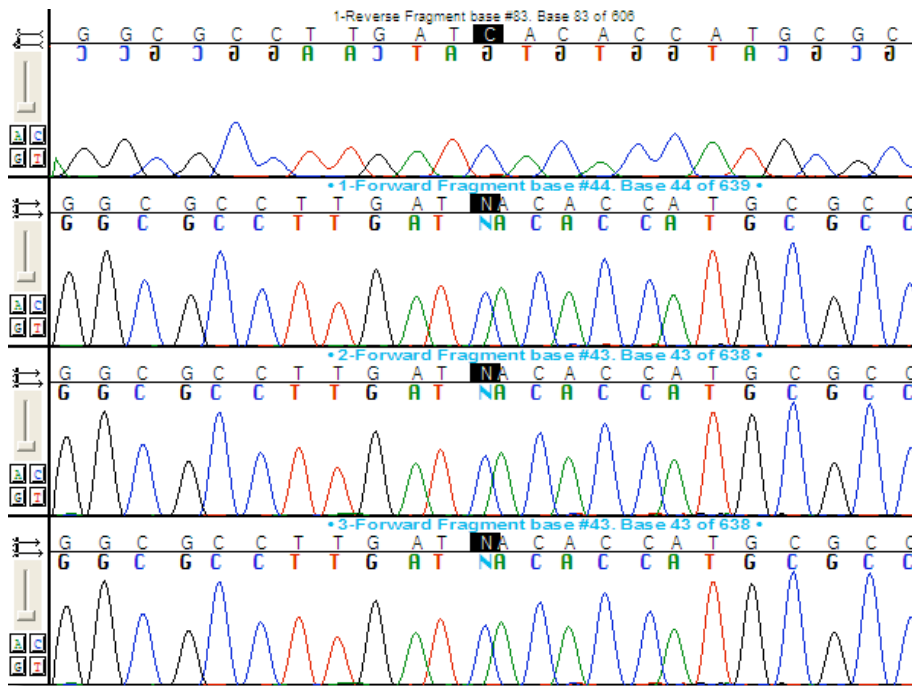 1-Reverse Fragment base #83. Base 83 of 606
G G C G C C T T G A T C A C A C C A T G C G C
C C G C G G A A C T A G T G T G G T A C G C G
A C
G T
• 1-Forward Fragment base #44. Base 44 of 639 •
G G C G C C T T G A T N A C A C C A T G C G C C
G G C G C C T T G A T N A C A C C A T G C G C C
A C
G T
• 2-Forward Fragment base #43. Base 43 of 638 •
G G C G C C T T G A T N A C A C C A T G C G C C
G G C G C C T T G A T N A C A C C A T G C G C C
A C
G T
• 3-Forward Fragment base #43. Base 43 of 638 •
G G C G C C T T G A T N A C A C C A T G C G C C
G G C G C C T T G A T N A C A C C A T G C G C C
A C
G T